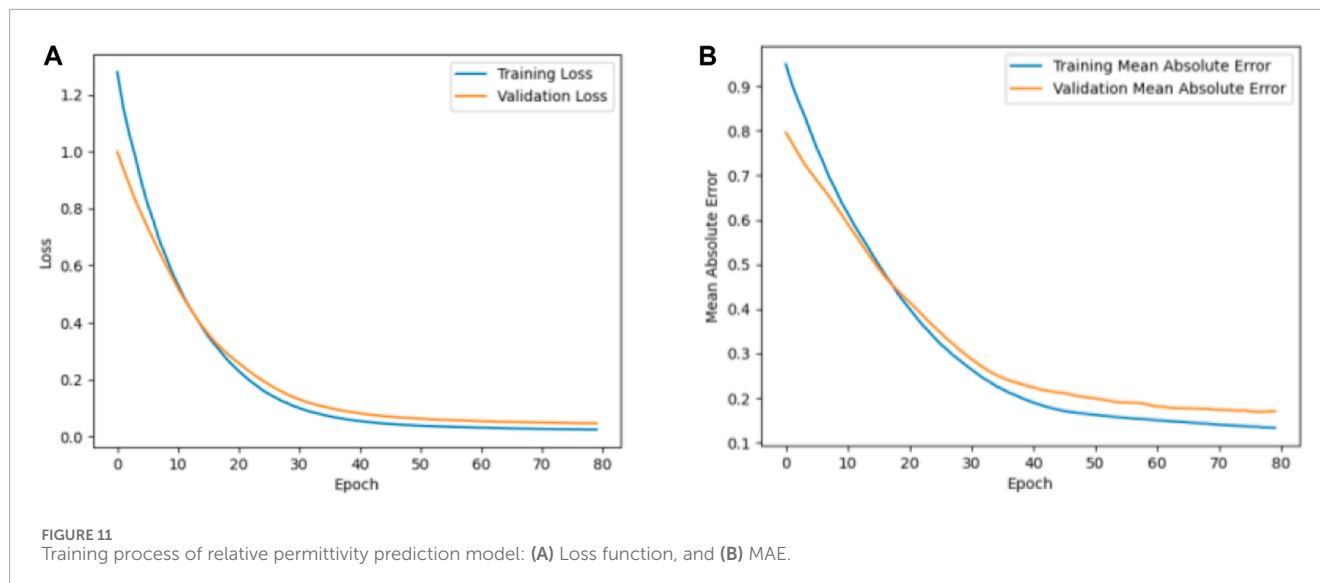 A
Training Loss
Validation Loss
1.2
1.0
0.8
0.6
0.4
0.2
0.0
Loss
0 10 20 30 40 50 60 70 80
Epoch
B
Training Mean Absolute Error
Validation Mean Absolute Error
0.9
0.8
0.7
0.6
0.5
0.4
0.3
0.2
0.1
Mean Absolute Error
0 10 20 30 40 50 60 70 80
Epoch
FIGURE 11
Training process of relative permittivity prediction model: (A) Loss function, and (B) MAE.